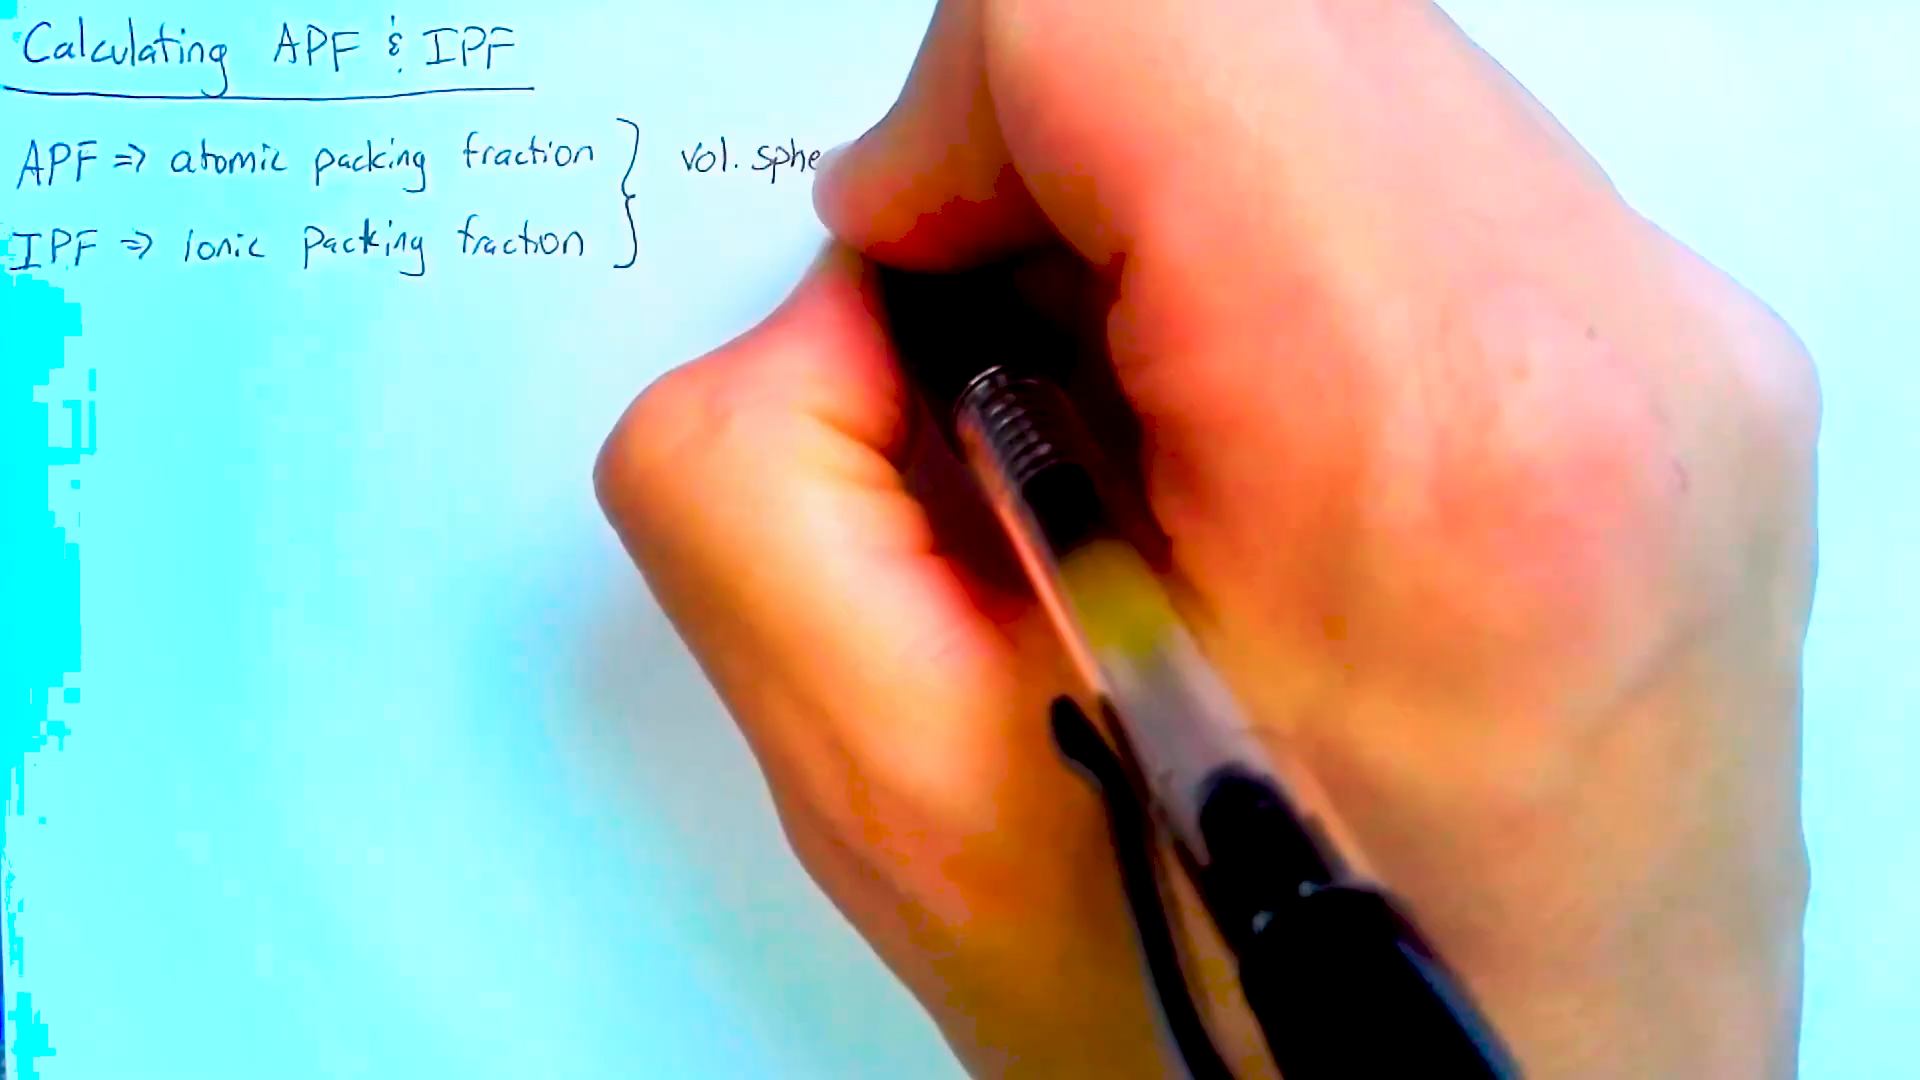 Calculating APF & IPF
APF => atomic packing fraction } vol. sphe
IPF => Ionic packing fraction